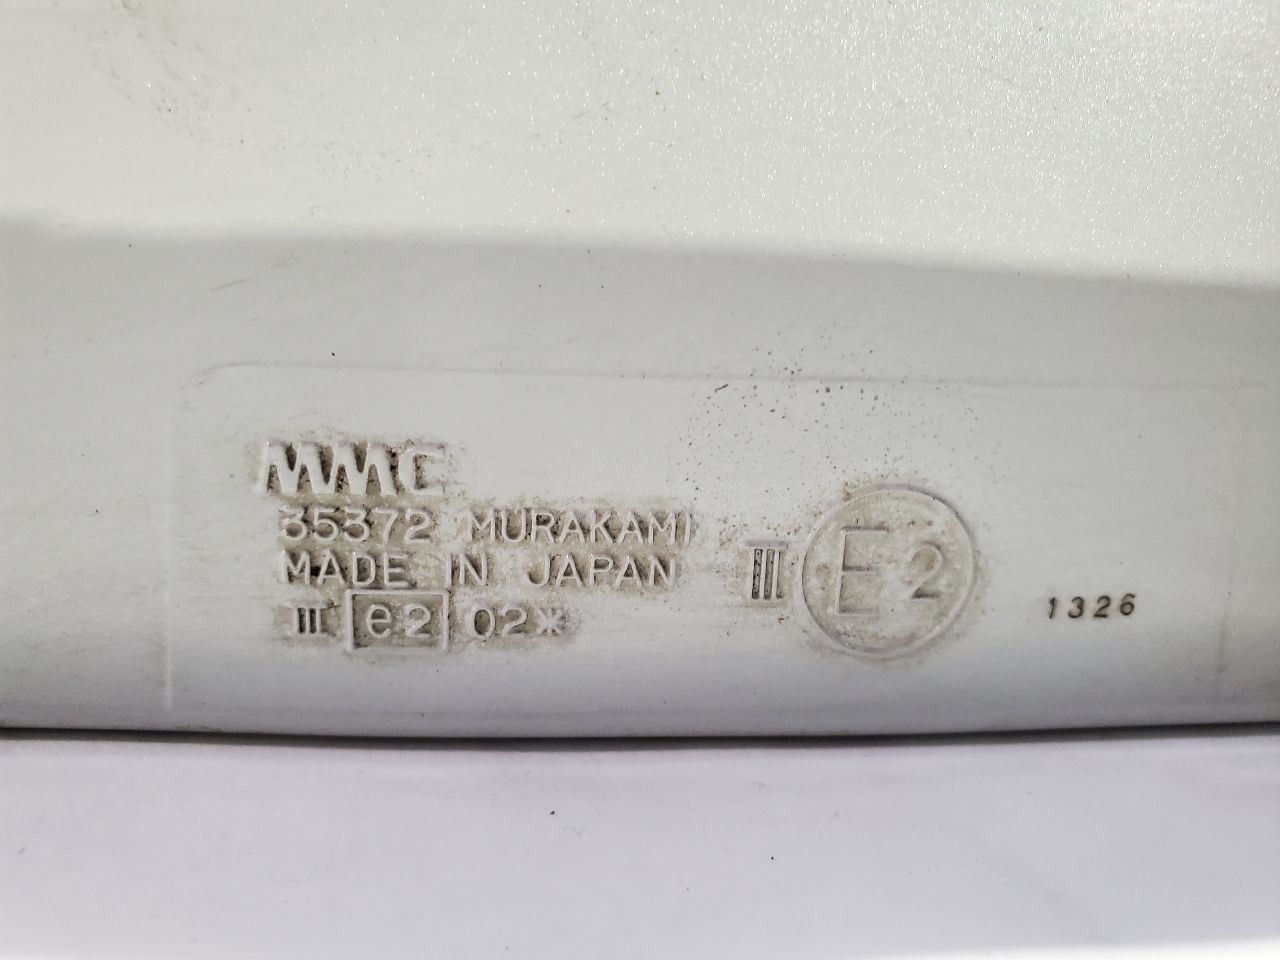 MMC
35372 MURAKAMI
MADE IN JAPAN
III e2 02*
III E2
1326